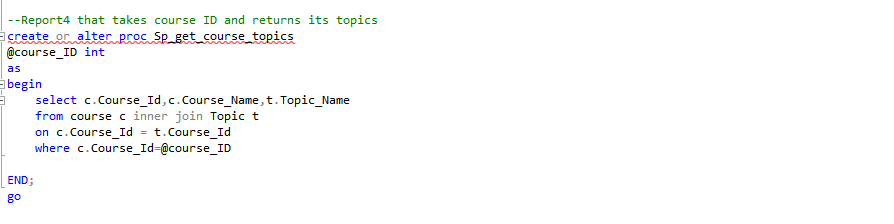 --Report4 that takes course ID and returns its topics
create or alter proc Sp_get_course_topics
@course_ID int
as
begin
select c.Course_Id,c.Course_Name,t.Topic_Name
from course c inner join Topic t
on c.Course_Id = t.Course_Id
where c.Course_Id=@course_ID
END;
go